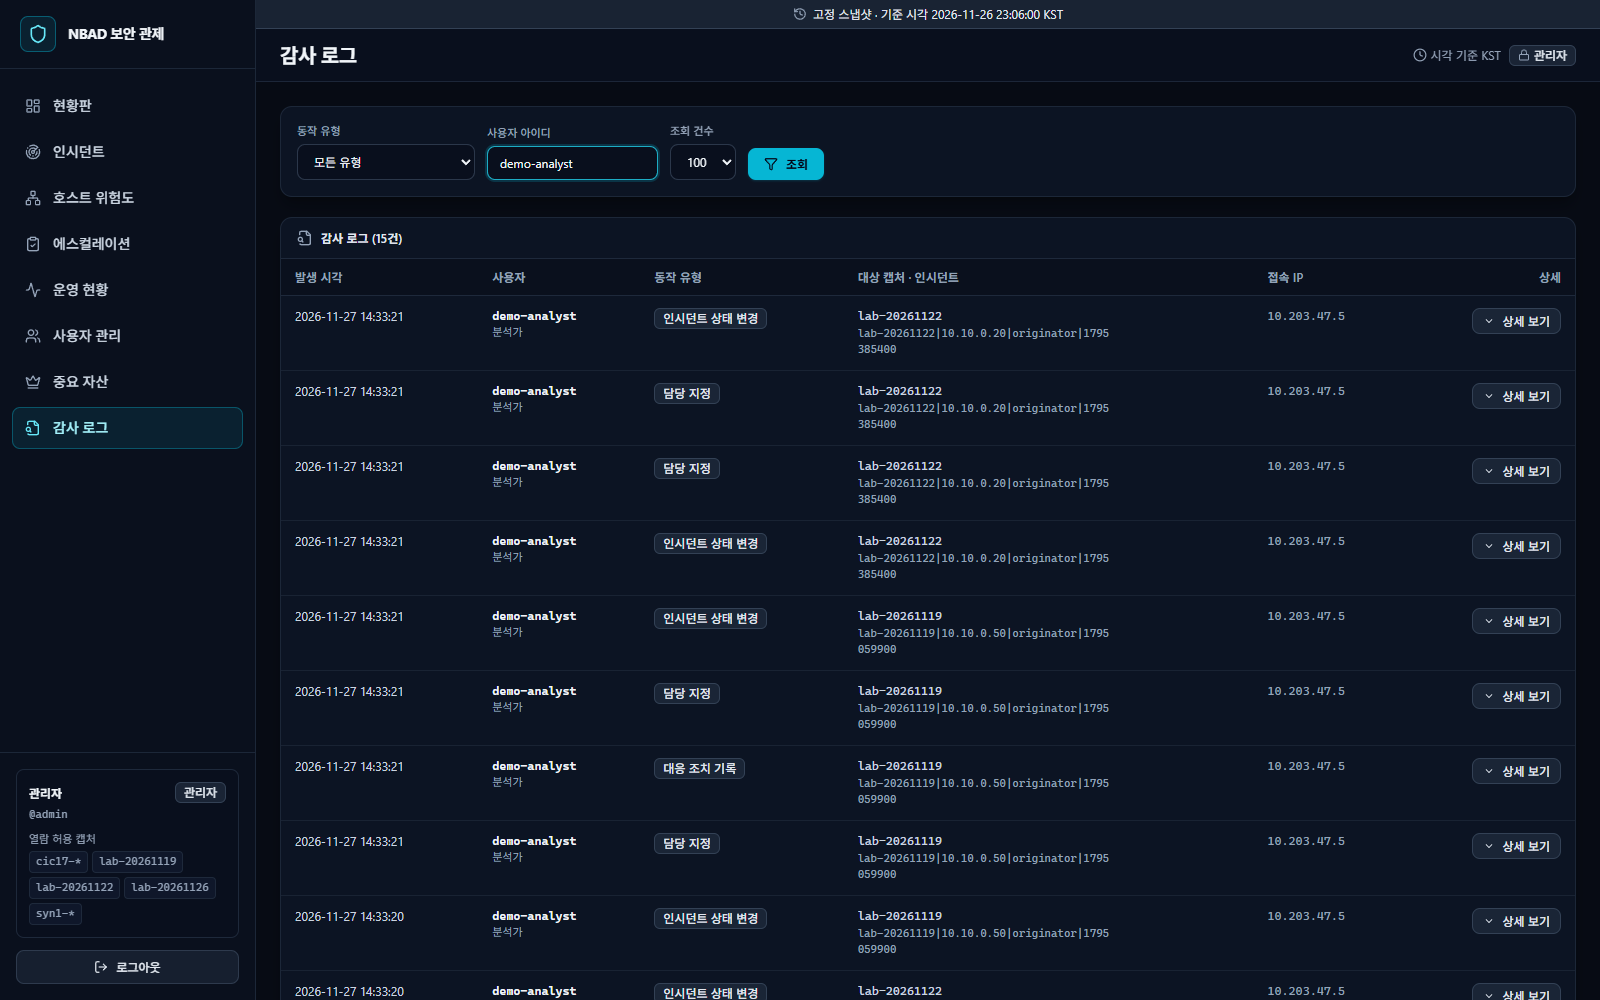 NBAD 보안 관제
현황판
인시던트
호스트 위험도
에스컬레이션
운영 현황
사용자 관리
중요 자산
감사 로그
관리자 관리자
@admin
열람 허용 캡처
cic17-* lab-20261119
lab-20261122 lab-20261126
syn1-*
로그아웃
고정 스냅샷 · 기준 시각 2026-11-26 23:06:00 KST
감사 로그
시각 기준 KST 관리자
동작 유형 사용자 아이디 조회 건수
모든 유형 demo-analyst 100 조회
감사 로그 (15건)
발생 시각 사용자 동작 유형 대상 캡처 · 인시던트 접속 IP 상세
2026-11-27 14:33:21 demo-analyst 인시던트 상태 변경 lab-20261122 10.203.47.5 상세 보기
분석가 lab-20261122|10.10.0.20|originator|1795
385400
2026-11-27 14:33:21 demo-analyst 담당 지정 lab-20261122 10.203.47.5 상세 보기
분석가 lab-20261122|10.10.0.20|originator|1795
385400
2026-11-27 14:33:21 demo-analyst 담당 지정 lab-20261122 10.203.47.5 상세 보기
분석가 lab-20261122|10.10.0.20|originator|1795
385400
2026-11-27 14:33:21 demo-analyst 인시던트 상태 변경 lab-20261122 10.203.47.5 상세 보기
분석가 lab-20261122|10.10.0.20|originator|1795
385400
2026-11-27 14:33:21 demo-analyst 인시던트 상태 변경 lab-20261119 10.203.47.5 상세 보기
분석가 lab-20261119|10.10.0.50|originator|1795
059900
2026-11-27 14:33:21 demo-analyst 담당 지정 lab-20261119 10.203.47.5 상세 보기
분석가 lab-20261119|10.10.0.50|originator|1795
059900
2026-11-27 14:33:21 demo-analyst 대응 조치 기록 lab-20261119 10.203.47.5 상세 보기
분석가 lab-20261119|10.10.0.50|originator|1795
059900
2026-11-27 14:33:21 demo-analyst 담당 지정 lab-20261119 10.203.47.5 상세 보기
분석가 lab-20261119|10.10.0.50|originator|1795
059900
2026-11-27 14:33:20 demo-analyst 인시던트 상태 변경 lab-20261119 10.203.47.5 상세 보기
분석가 lab-20261119|10.10.0.50|originator|1795
059900
2026-11-27 14:33:20 demo-analyst 인시던트 상태 변경 lab-20261122 10.203.47.5 상세 보기